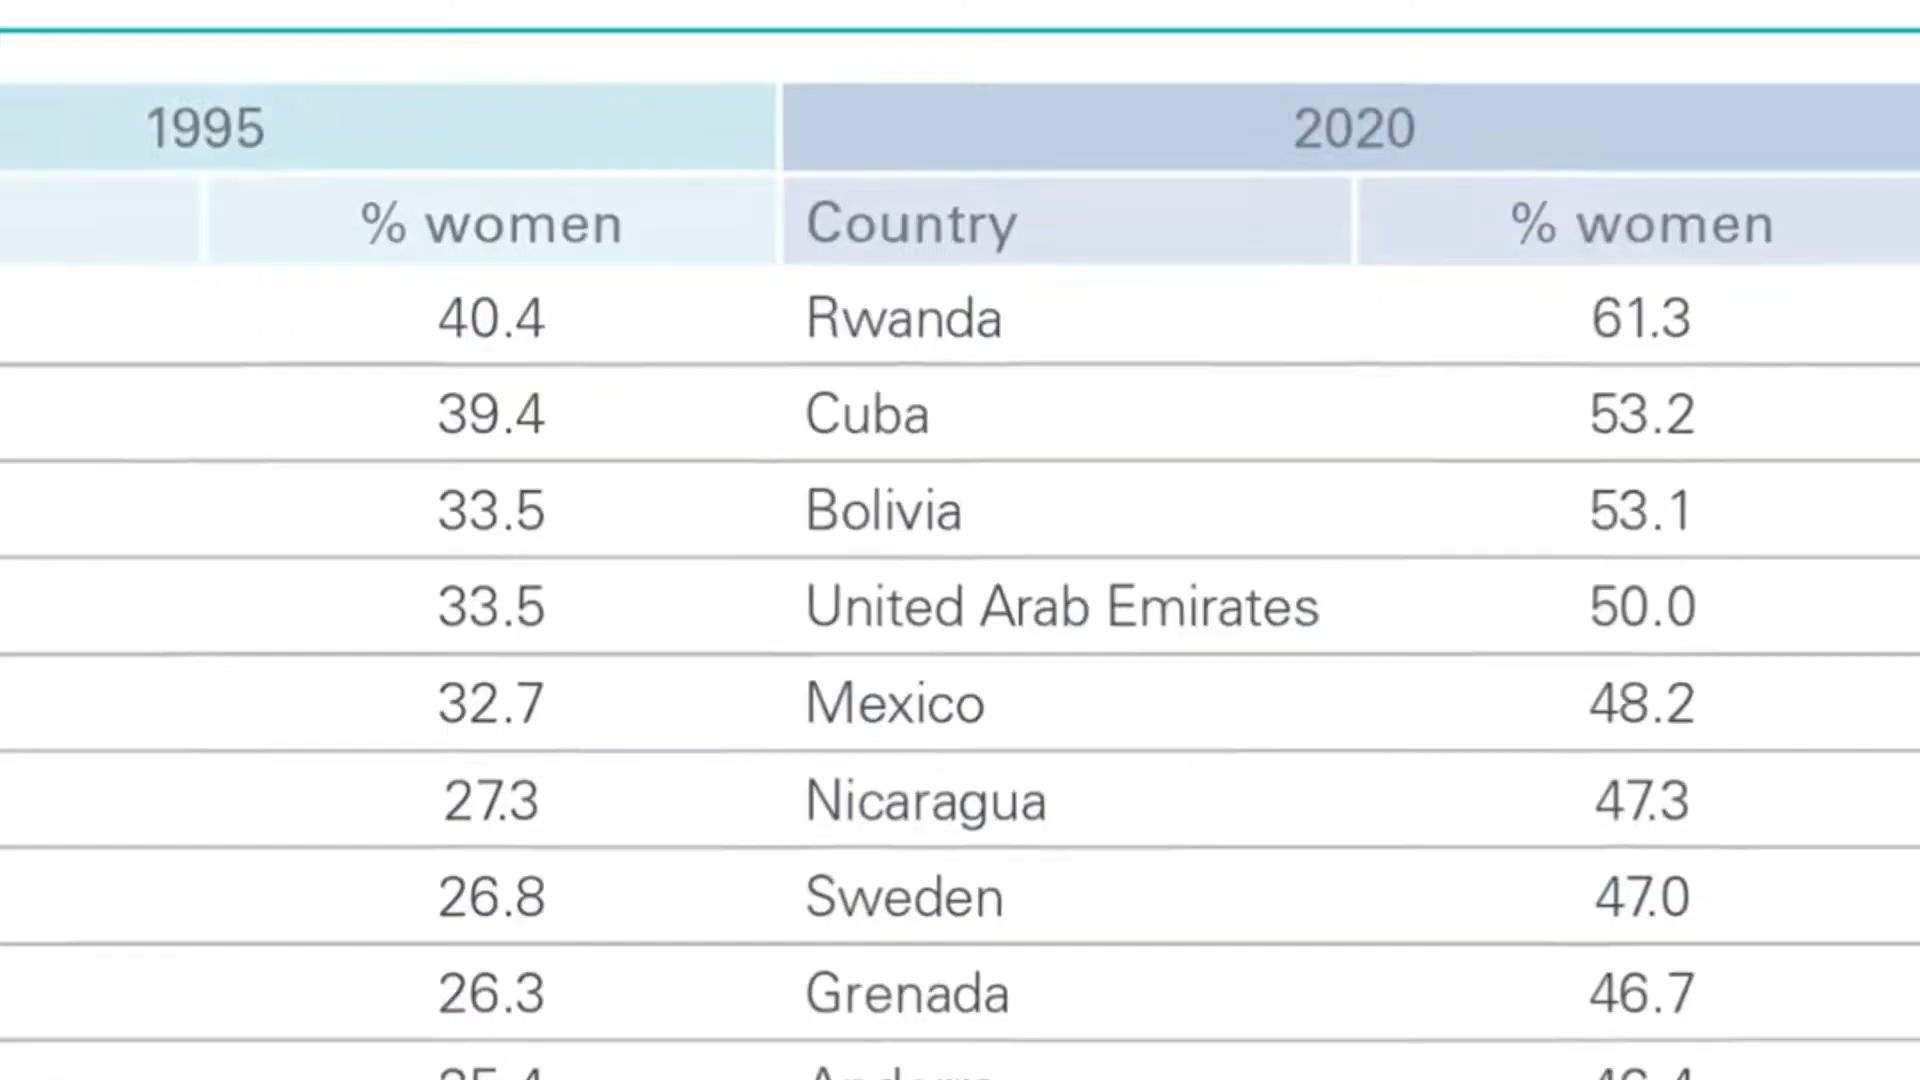 1995 2020
% women Country % women
40.4 Rwanda 61.3
39.4 Cuba 53.2
33.5 Bolivia 53.1
33.5 United Arab Emirates 50.0
32.7 Mexico 48.2
27.3 Nicaragua 47.3
26.8 Sweden 47.0
26.3 Grenada 46.7